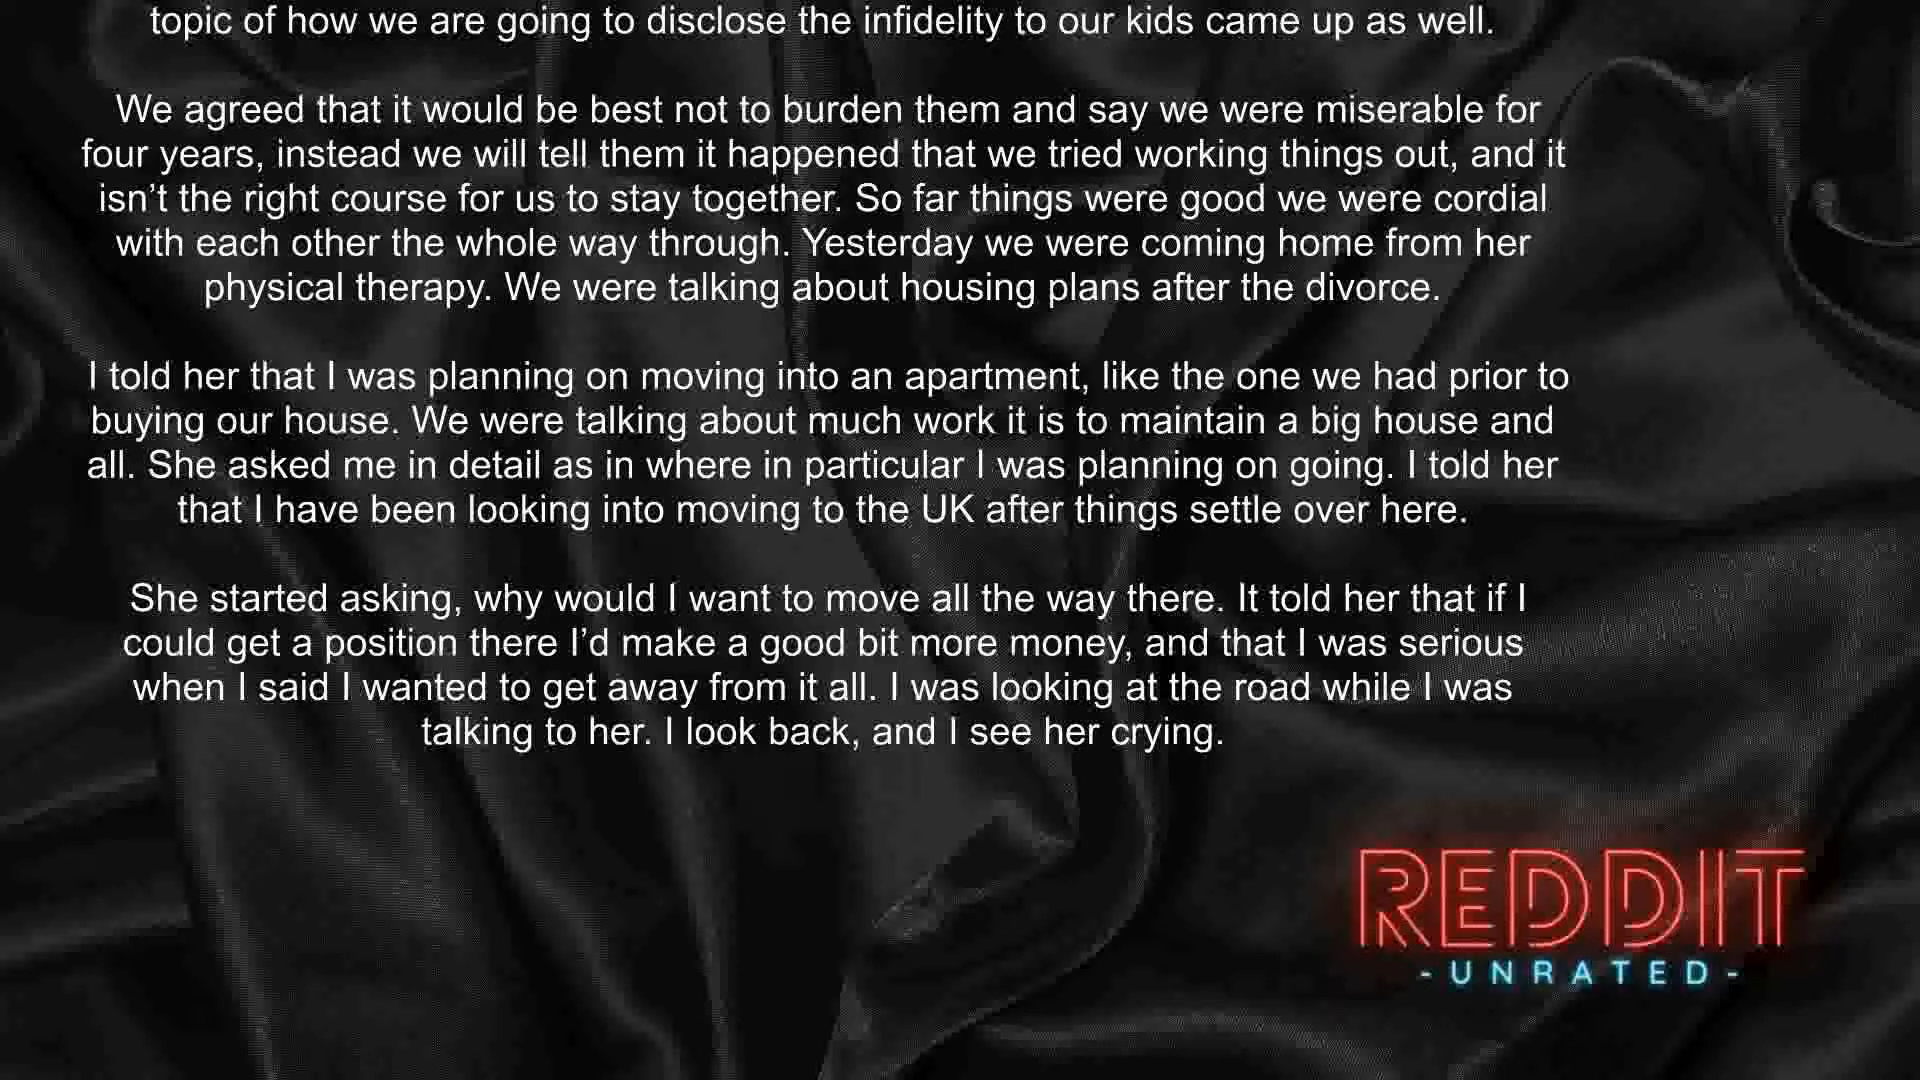 topic of how we are going to disclose the infidelity to our kids came up as well.
We agreed that it would be best not to burden them and say we were miserable for
four years, instead we will tell them it happened that we tried working things out, and it
isn’t the right course for us to stay together. So far things were good we were cordial
with each other the whole way through. Yesterday we were coming home from her
physical therapy. We were talking about housing plans after the divorce.
I told her that I was planning on moving into an apartment, like the one we had prior to
buying our house. We were talking about much work it is to maintain a big house and
all. She asked me in detail as in where in particular I was planning on going. I told her
that I have been looking into moving to the UK after things settle over here.
She started asking, why would I want to move all the way there. It told her that if I
could get a position there I’d make a good bit more money, and that I was serious
when I said I wanted to get away from it all. I was looking at the road while I was
talking to her. I look back, and I see her crying.
REDDIT
-UNRATED-